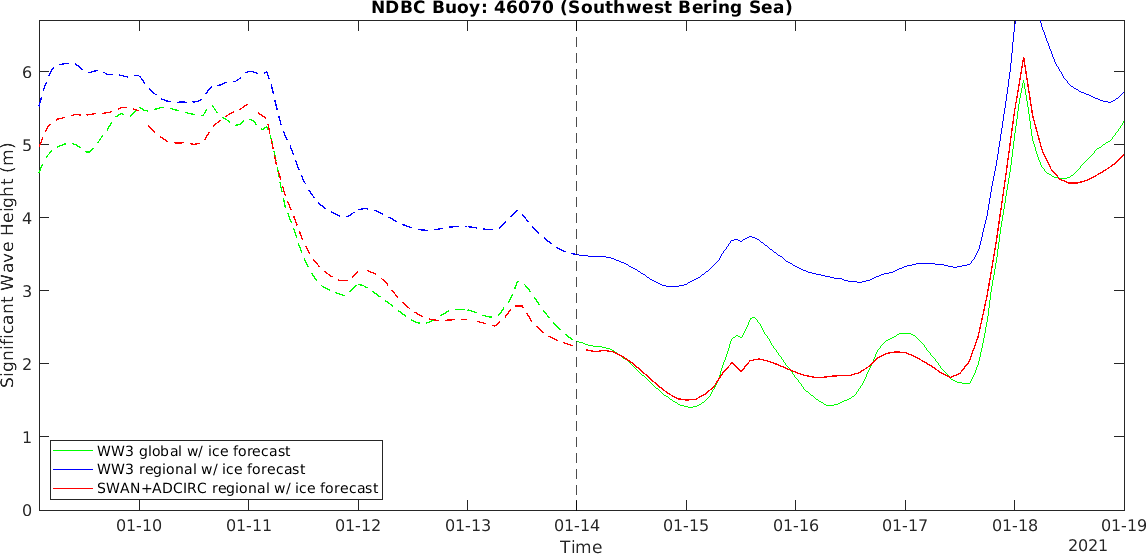 NDBC Buoy: 46070 (Southwest Bering Sea)
Significant Wave Height (m)
6
5
4
3
2
1
0
WW3 global w/ ice forecast
WW3 regional w/ ice forecast
SWAN+ADCIRC regional w/ ice forecast
01-10 01-11 01-12 01-13 01-14 01-15 01-16 01-17 01-18 01-19
Time
2021